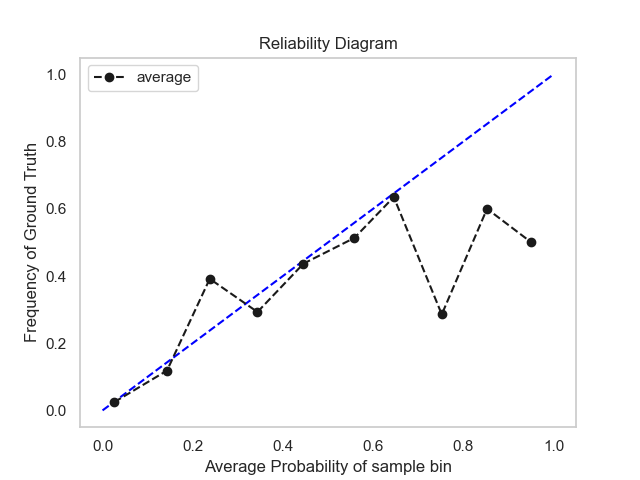 Reliability Diagram
average
Frequency of Ground Truth
1.0
0.8
0.6
0.4
0.2
0.0
0.0 0.2 0.4 0.6 0.8 1.0
Average Probability of sample bin